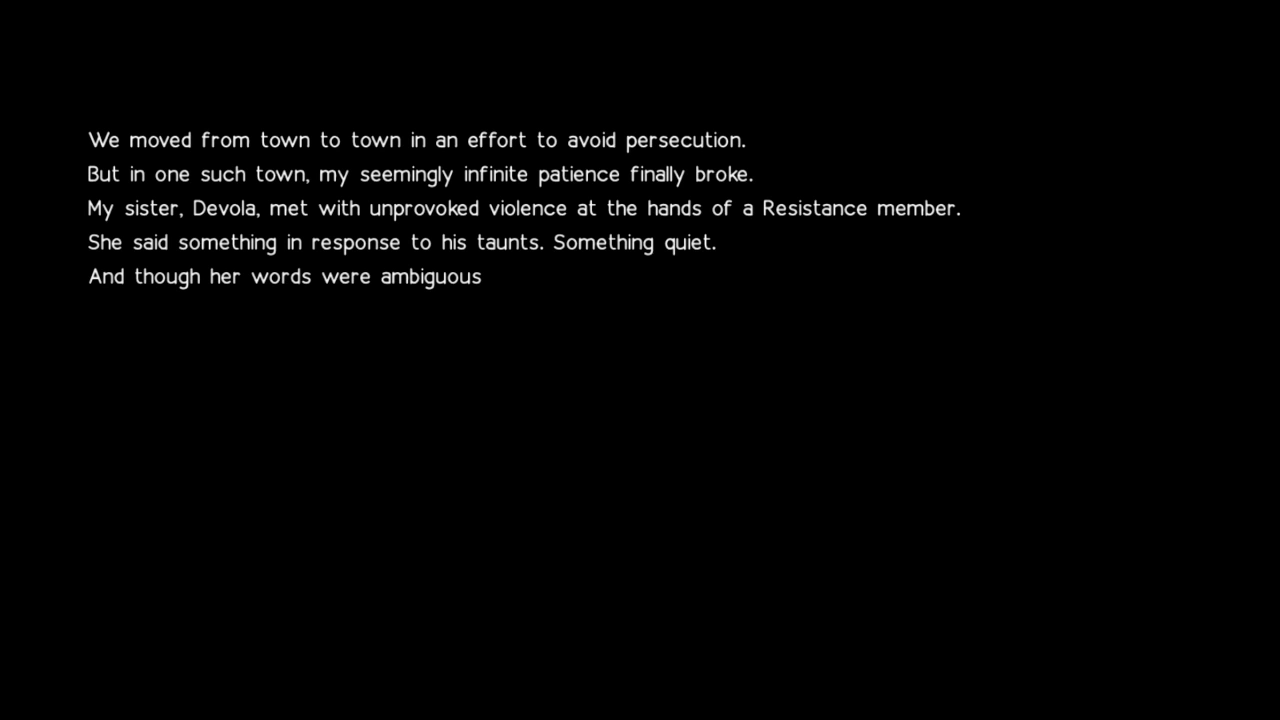 We moved from town to town in an effort to avoid persecution.
But in one such town, my seemingly infinite patience finally broke.
My sister, Devola, met with unprovoked violence at the hands of a Resistance member.
She said something in response to his taunts. Something quiet.
And though her words were ambiguous